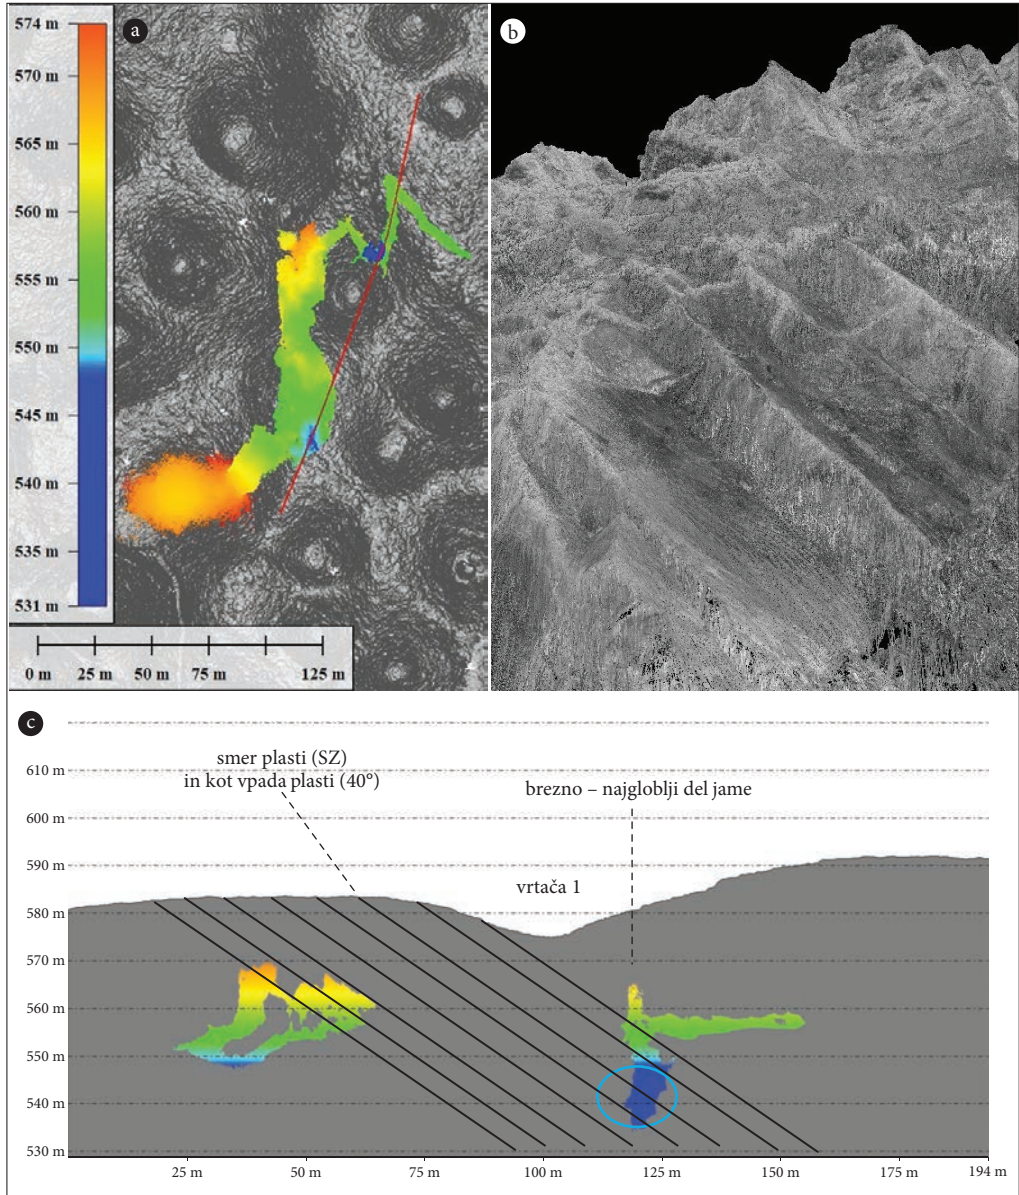 a
574 m
570 m
565 m
560 m
555 m
550 m
545 m
540 m
535 m
531 m
0 m 25 m 50 m 75 m 125 m
b
c
smer plasti (SZ)
in kot vpada plasti (40°)
brezno – najgloblji del jame
vrtača 1
610 m
600 m
590 m
580 m
570 m
560 m
550 m
540 m
530 m
25 m 50 m 75 m 100 m 125 m 150 m 175 m 194 m